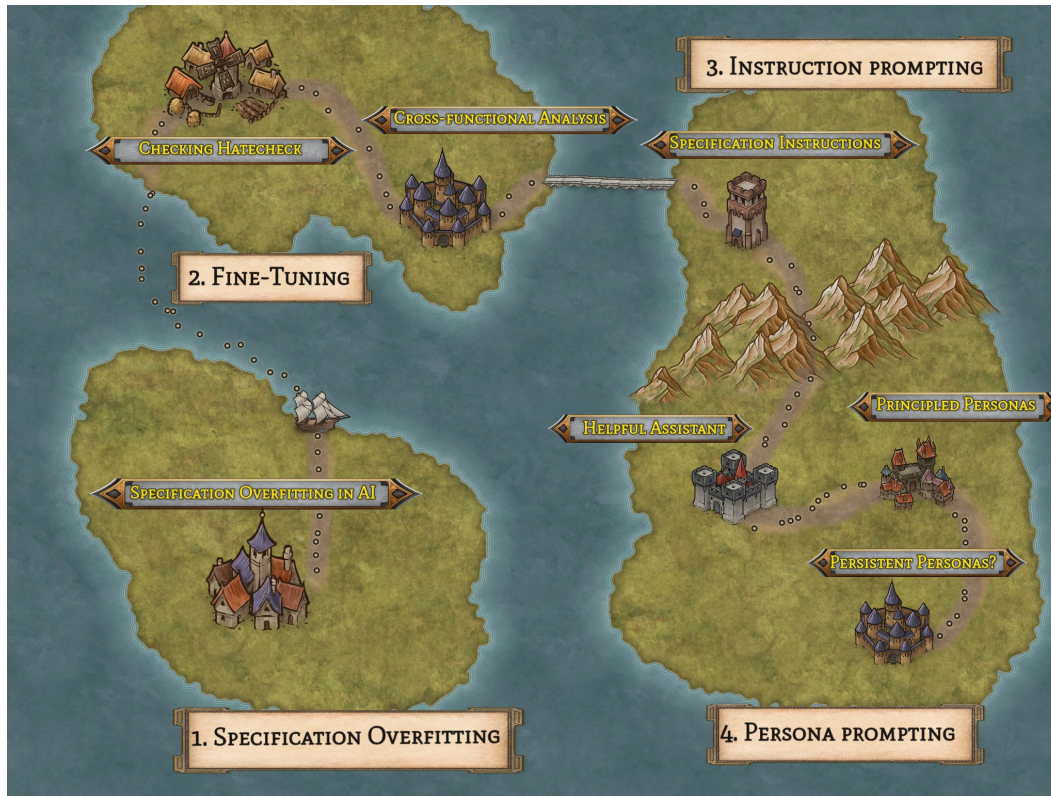 3. Instruction prompting
Cross-functional Analysis
Checking Hatecheck
Specification Instructions
2. Fine-Tuning
Principled Personas
Helpful Assistant
Specification Overfitting in AI
Persistent Personas?
1. Specification Overfitting
4. Persona prompting